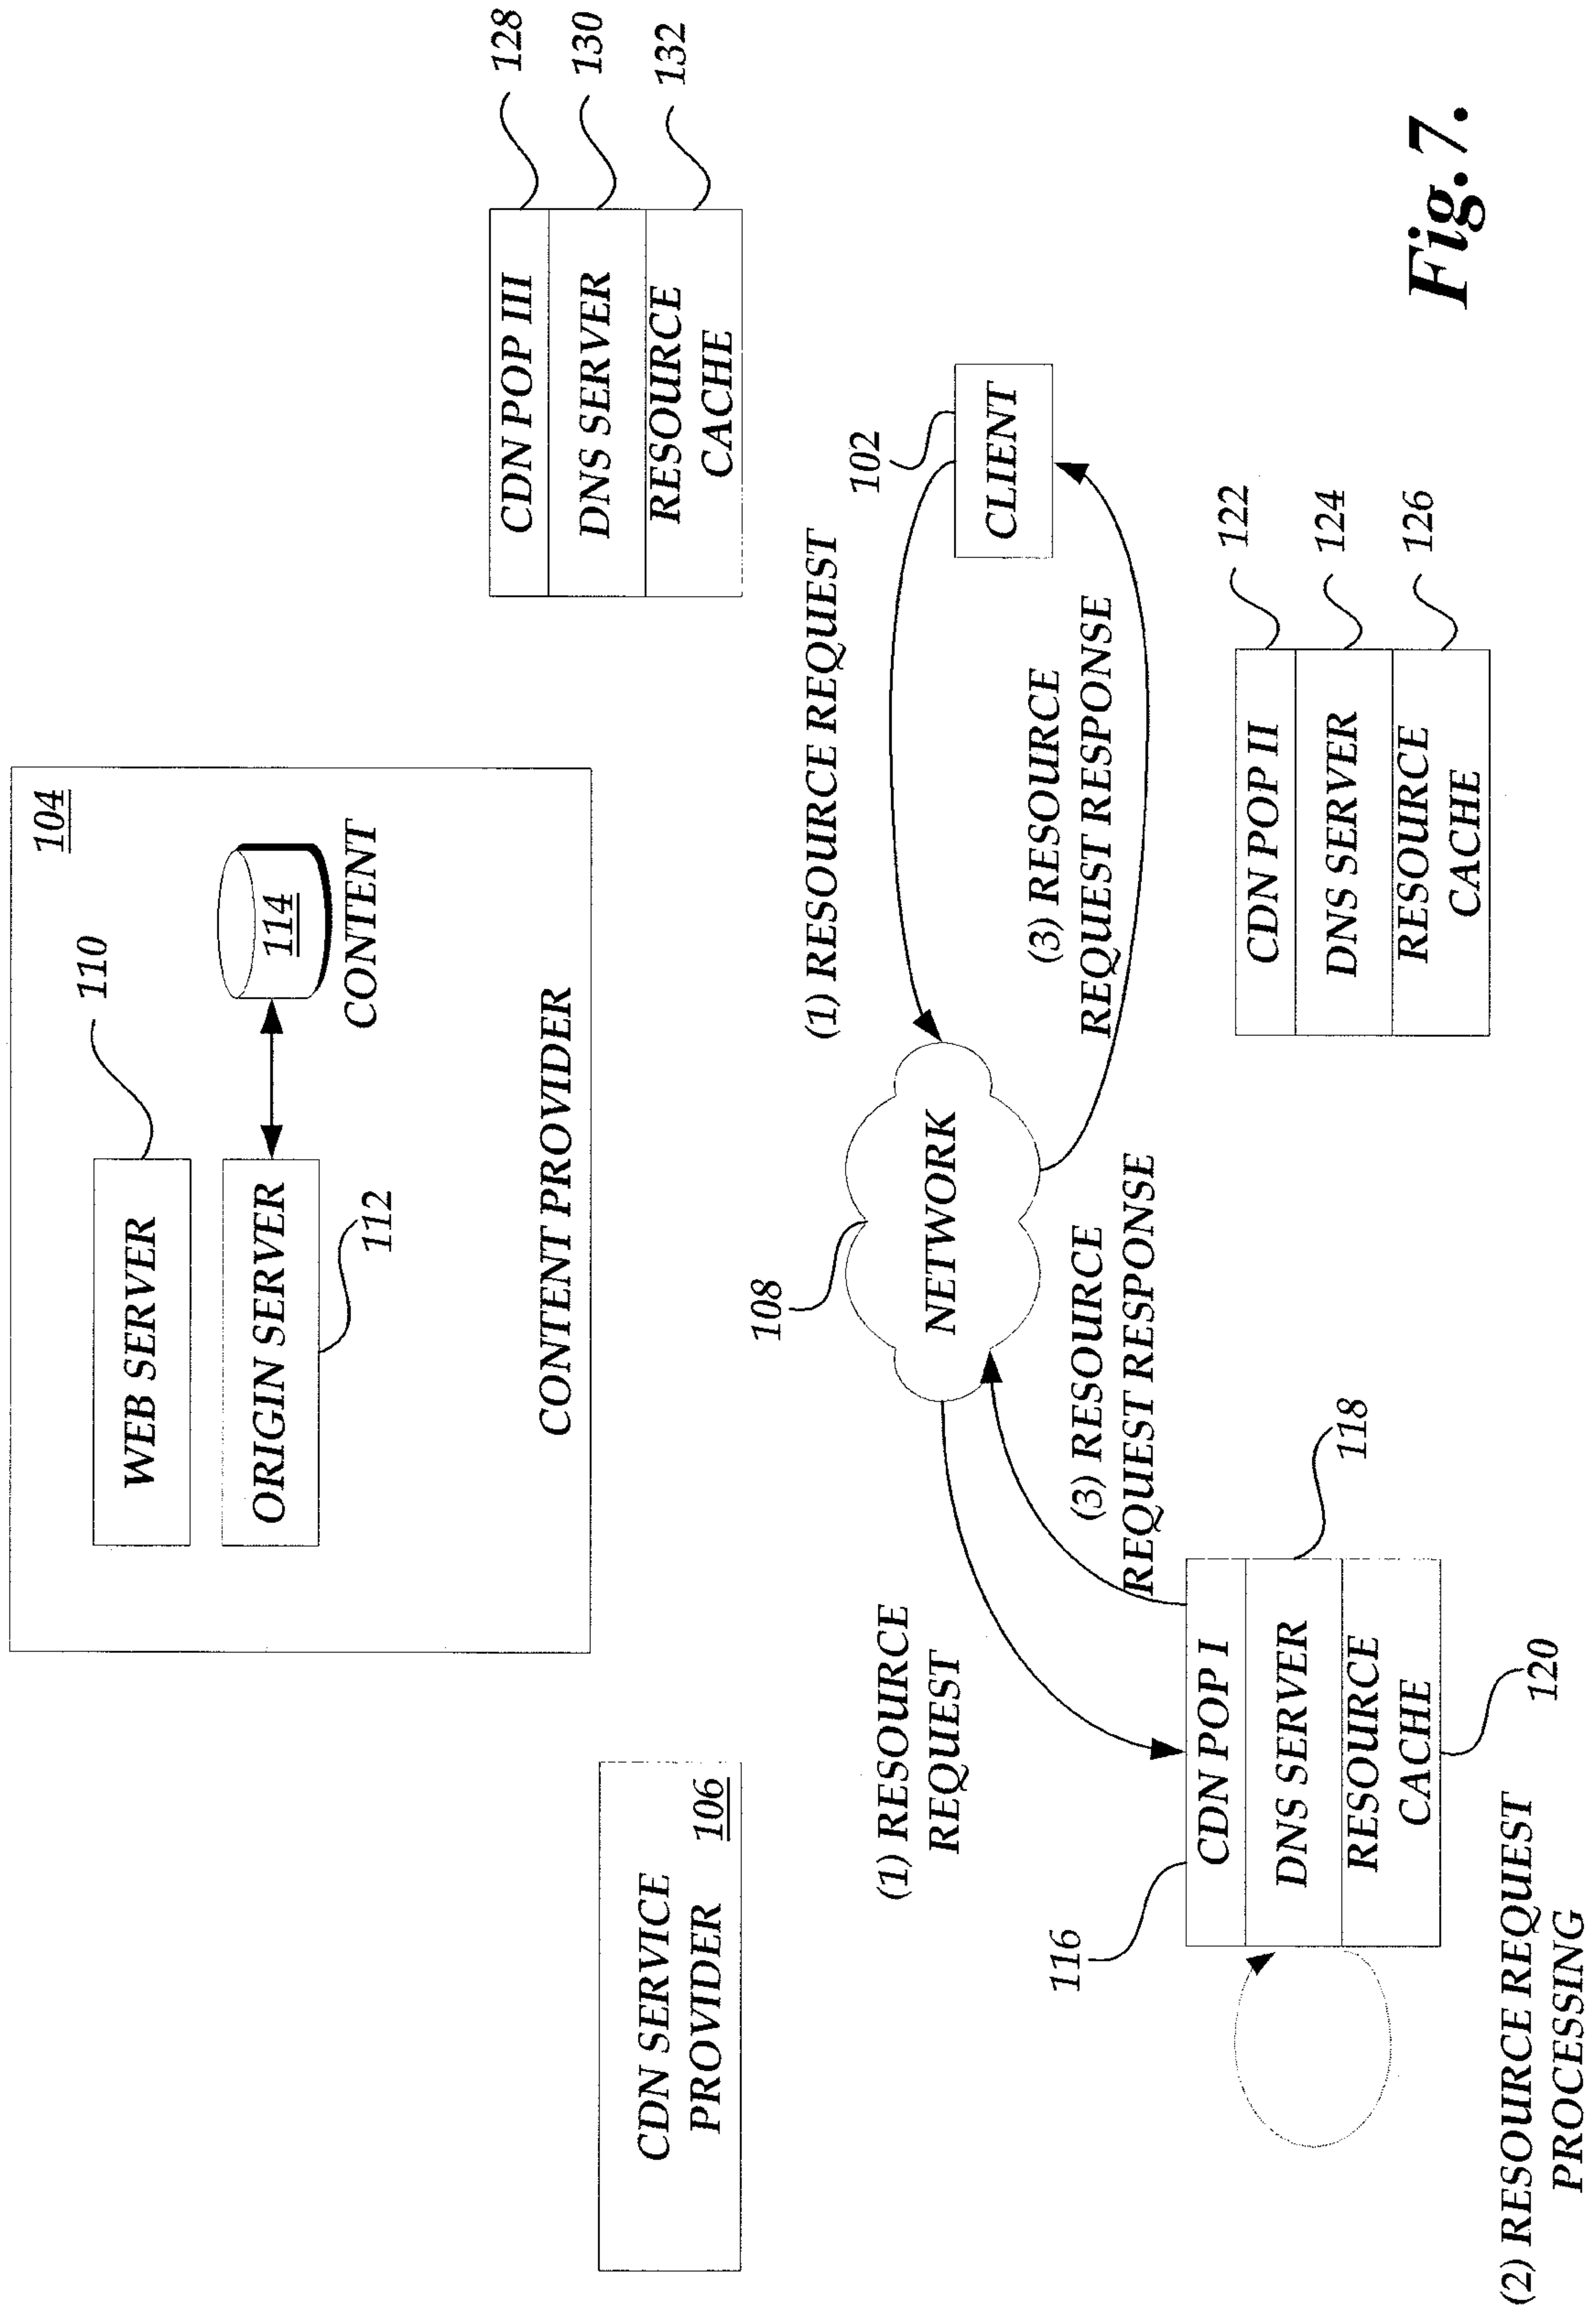 104
WEB SERVER
110
ORIGIN SERVER
112
114
CONTENT
CONTENT PROVIDER
CDN SERVICE
PROVIDER
106
CDN POP III
DNS SERVER
RESOURCE
CACHE
128
130
132
108
NETWORK
(1) RESOURCE REQUEST
102
CLIENT
(3) RESOURCE
REQUEST RESPONSE
(1) RESOURCE
REQUEST
(3) RESOURCE
REQUEST RESPONSE
116
CDN POP I
DNS SERVER
RESOURCE
CACHE
118
120
(2) RESOURCE REQUEST
PROCESSING
CDN POP II
DNS SERVER
RESOURCE
CACHE
122
124
126
Fig. 7.